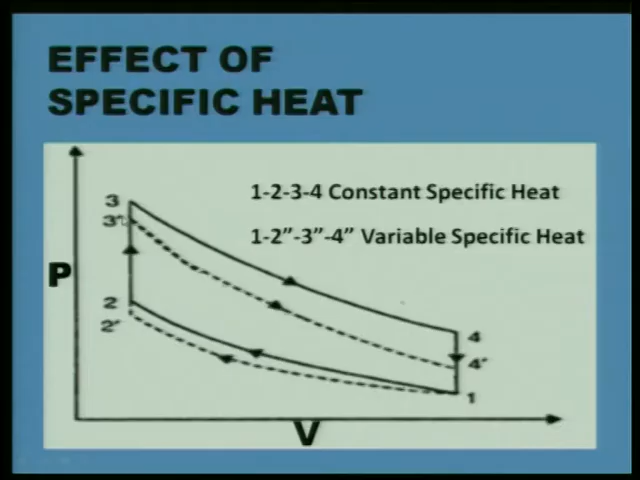 EFFECT OF
SPECIFIC HEAT
1-2-3-4 Constant Specific Heat
1-2”-3”-4” Variable Specific Heat
3
3"
P
2
2"
4
4"
1
V